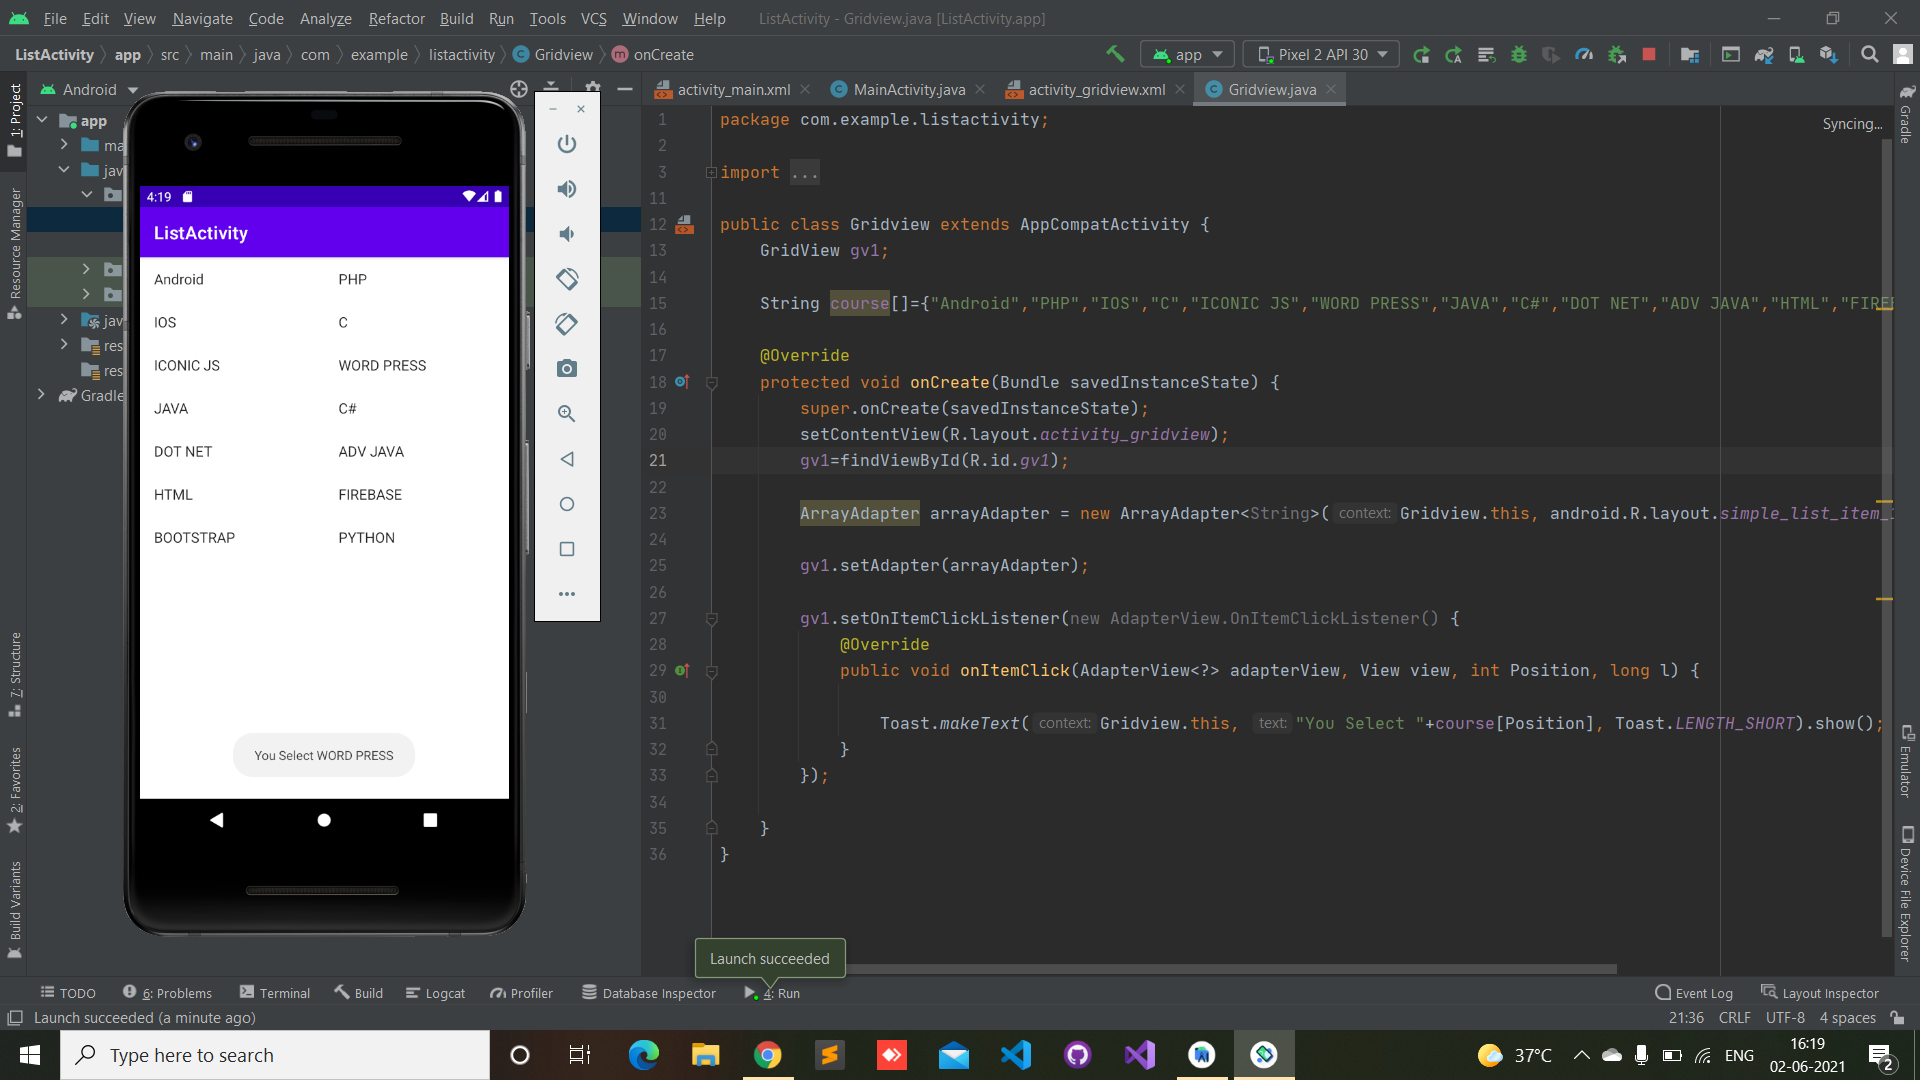 File Edit View Navigate Code Analyze Refactor Build Run Tools VCS Window Help ListActivity - Gridview.java [ListActivity.app]
ListActivity app src main java com example listactivity Gridview onCreate app Pixel 2 API 30
Android
activity_main.xml MainActivity.java activity_gridview.xml Gridview.java
1: Project
Resource Manager
7: Structure
2: Favorites
Build Variants
app
ma
jav
jav
res
res
Gradle
4:19
ListActivity
Android PHP
IOS C
ICONIC JS WORD PRESS
JAVA C#
DOT NET ADV JAVA
HTML FIREBASE
BOOTSTRAP PYTHON
You Select WORD PRESS
Syncing...
1 package com.example.listactivity;
2
3 import ...
11
12 public class Gridview extends AppCompatActivity {
13 GridView gv1;
14
15 String course[]={"Android","PHP","IOS","C","ICONIC JS","WORD PRESS","JAVA","C#","DOT NET","ADV JAVA","HTML","FIREB
16
17 @Override
18 protected void onCreate(Bundle savedInstanceState) {
19 super.onCreate(savedInstanceState);
20 setContentView(R.layout.activity_gridview);
21 gv1=findViewById(R.id.gv1);
22
23 ArrayAdapter arrayAdapter = new ArrayAdapter<String>( context: Gridview.this, android.R.layout.simple_list_item_1
24
25 gv1.setAdapter(arrayAdapter);
26
27 gv1.setOnItemClickListener(new AdapterView.OnItemClickListener() {
28 @Override
29 public void onItemClick(AdapterView<?> adapterView, View view, int Position, long l) {
30
31 Toast.makeText( context: Gridview.this, text: "You Select "+course[Position], Toast.LENGTH_SHORT).show();
32 }
33 });
34
35 }
36 }
Gradle
Emulator
Device File Explorer
Launch succeeded
TODO 6: Problems Terminal Build Logcat Profiler Database Inspector 4: Run Event Log Layout Inspector
Launch succeeded (a minute ago) 21:36 CRLF UTF-8 4 spaces
Type here to search 37°C ENG 16:19
02-06-2021 2